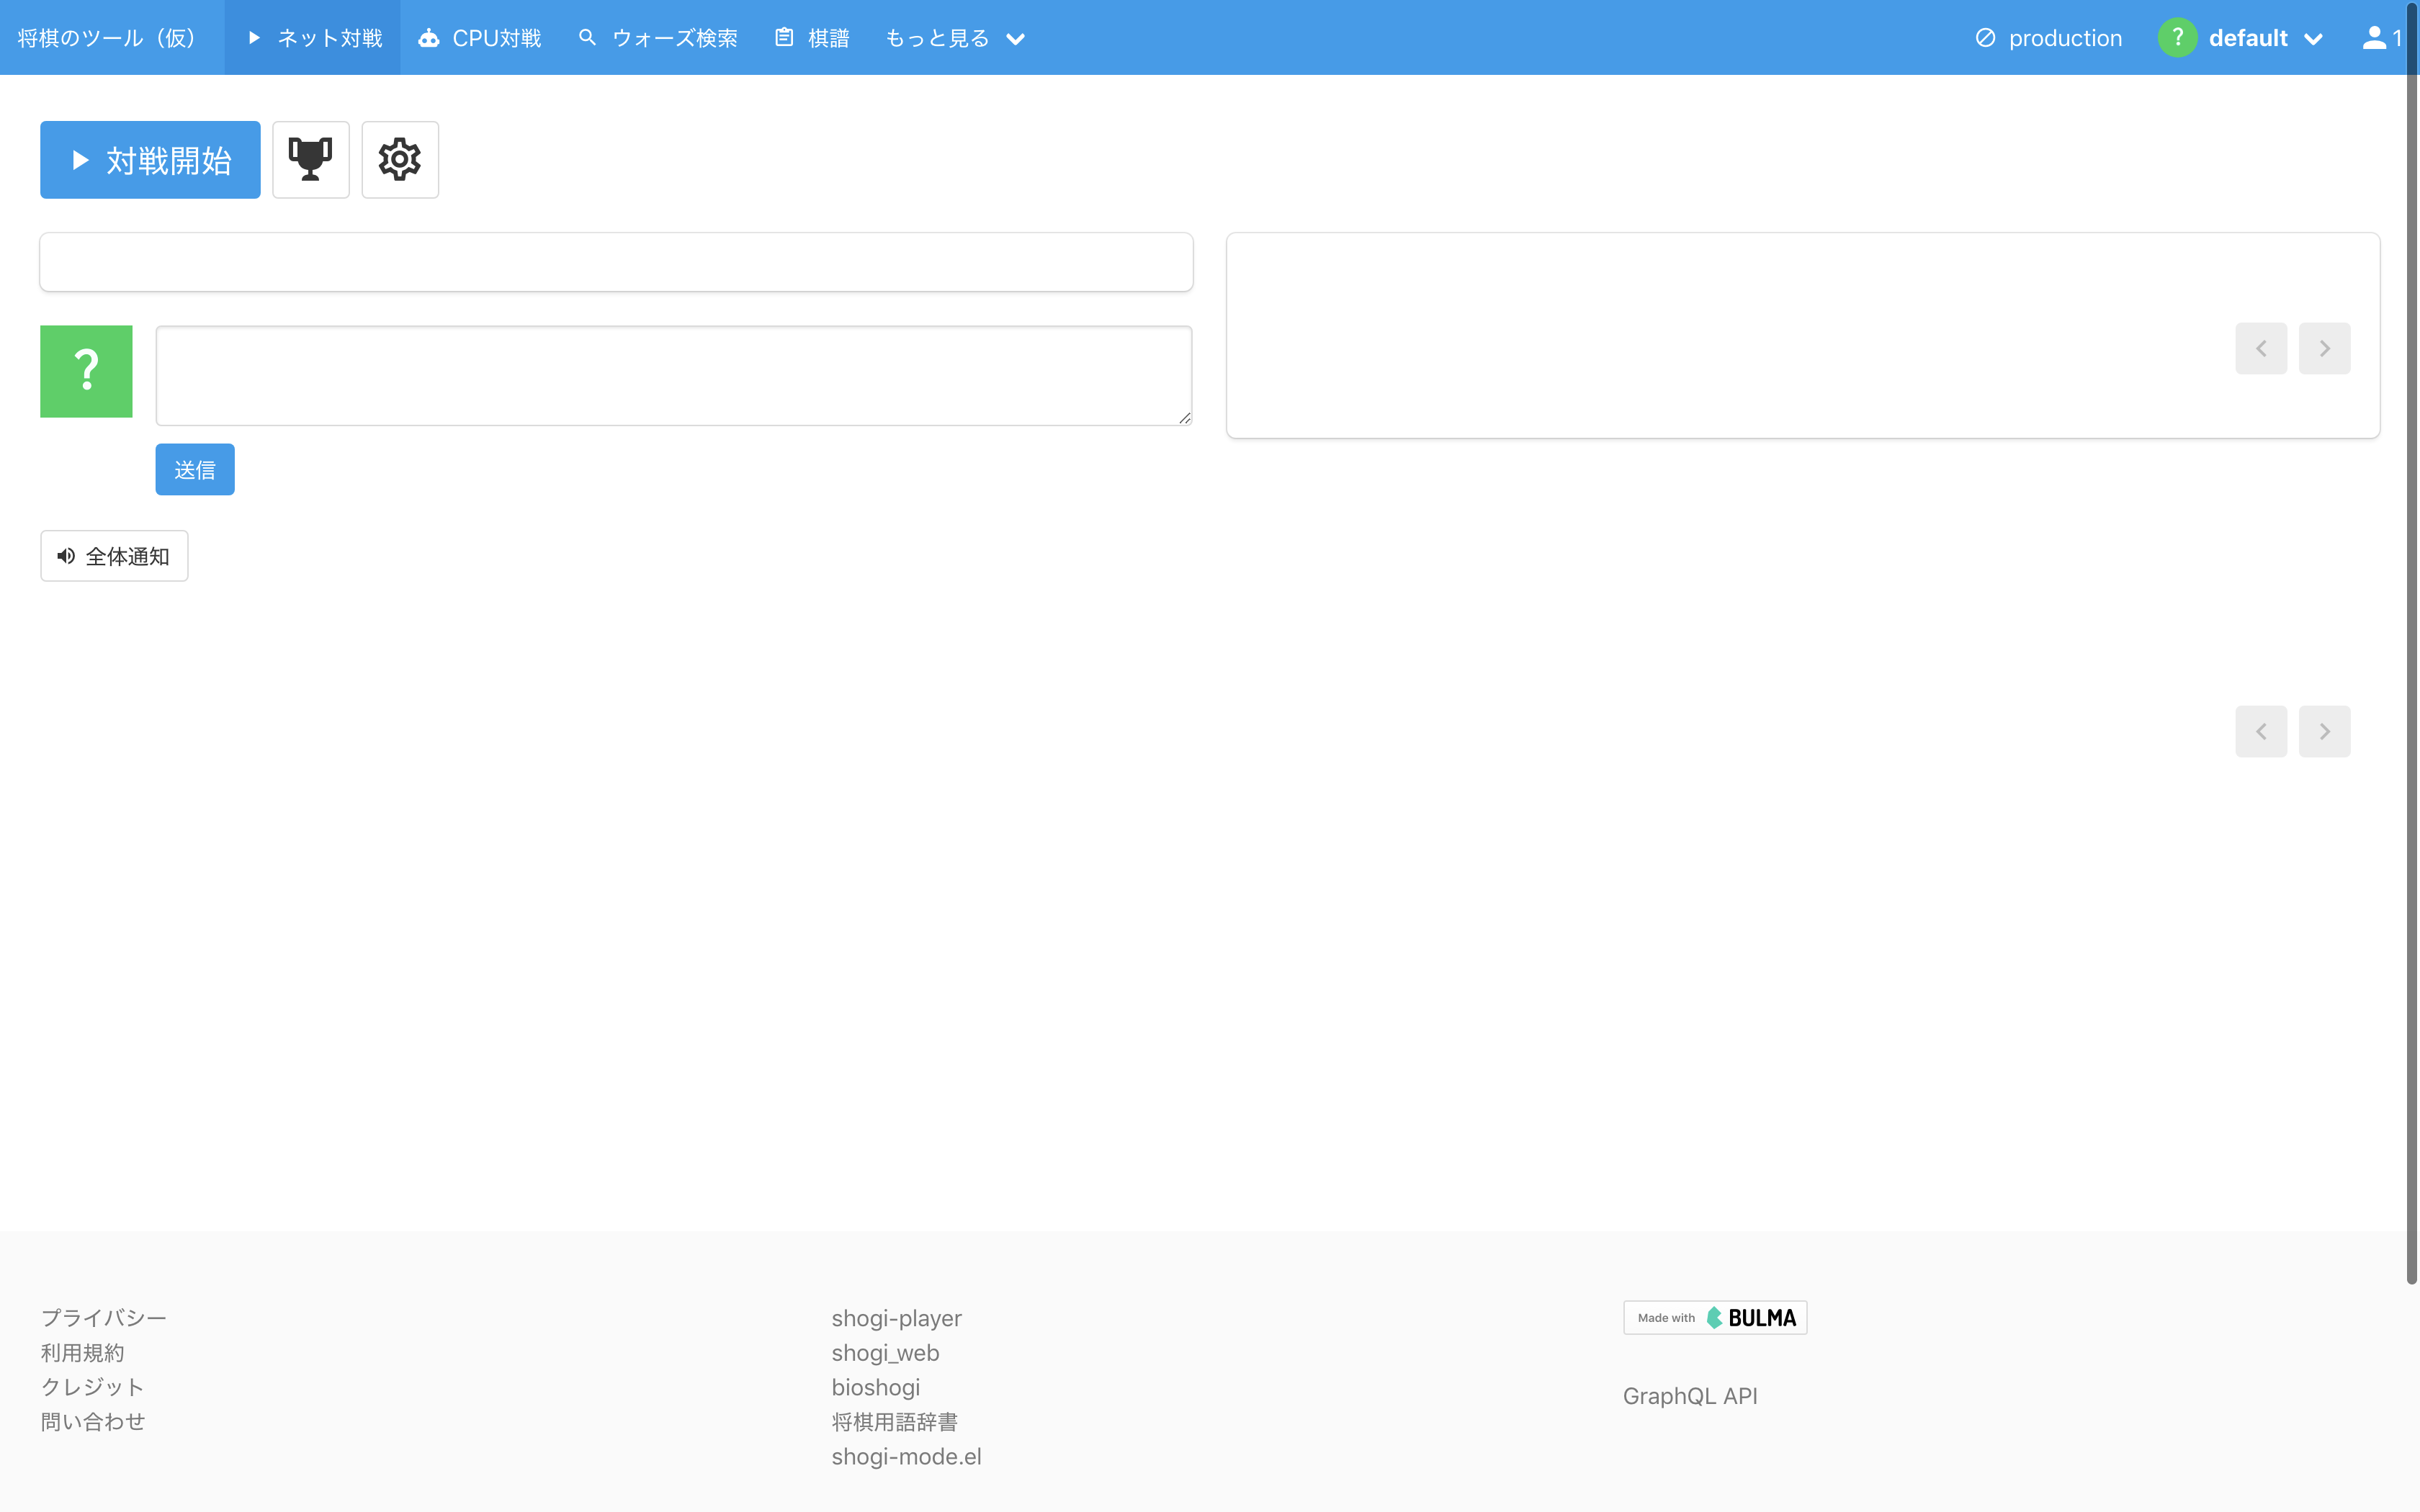 将棋のツール（仮） ネット対戦 CPU対戦 ウォーズ検索 棋譜 もっと見る production ? default 1
対戦開始
?
送信
全体通知
プライバシー
利用規約
クレジット
問い合わせ
shogi-player
shogi_web
bioshogi
将棋用語辞書
shogi-mode.el
Made with BULMA
GraphQL API